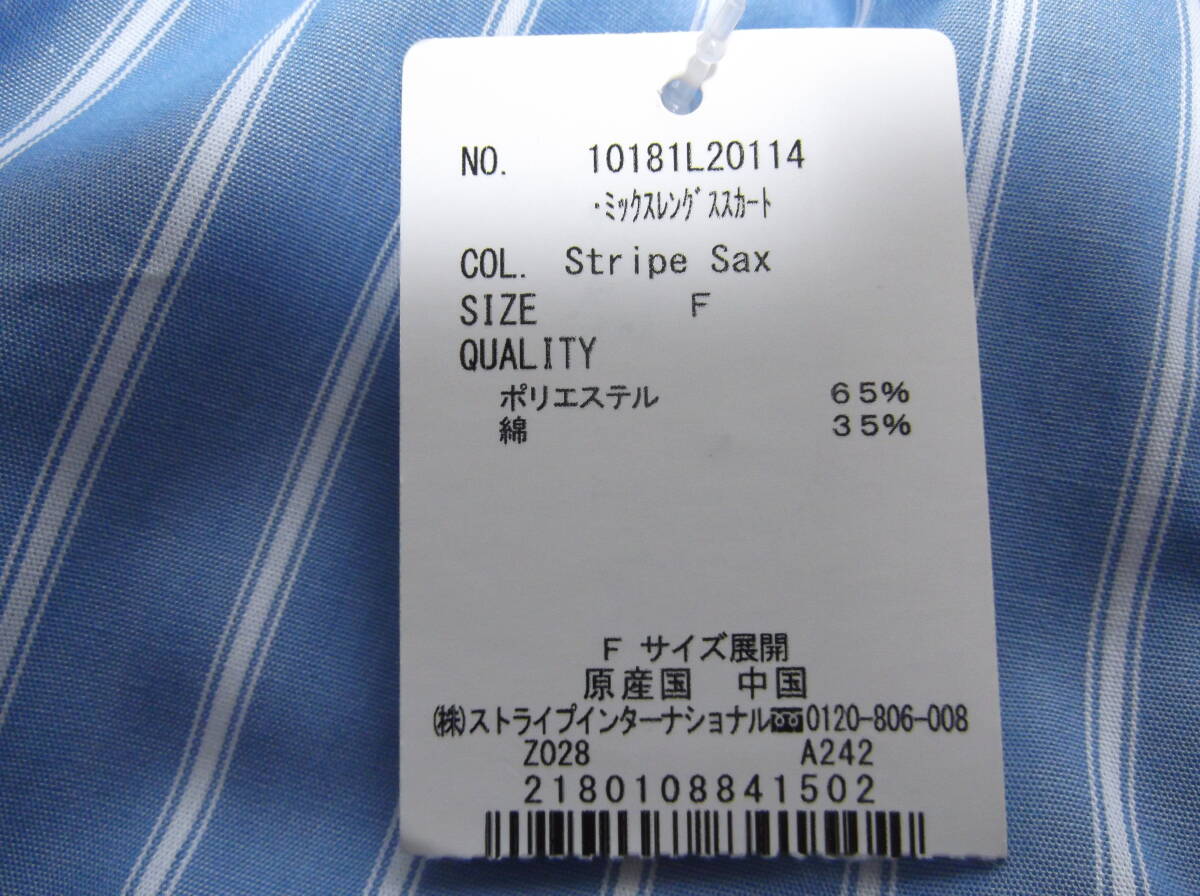 NO. 10181L20114
・ミックスレングススカート
COL. Stripe Sax
SIZE F
QUALITY
ポリエステル 65%
綿 35%
F サイズ展開
原産国 中国
㈱ストライプインターナショナル 0120-806-008
Z028 A242
2180108841502